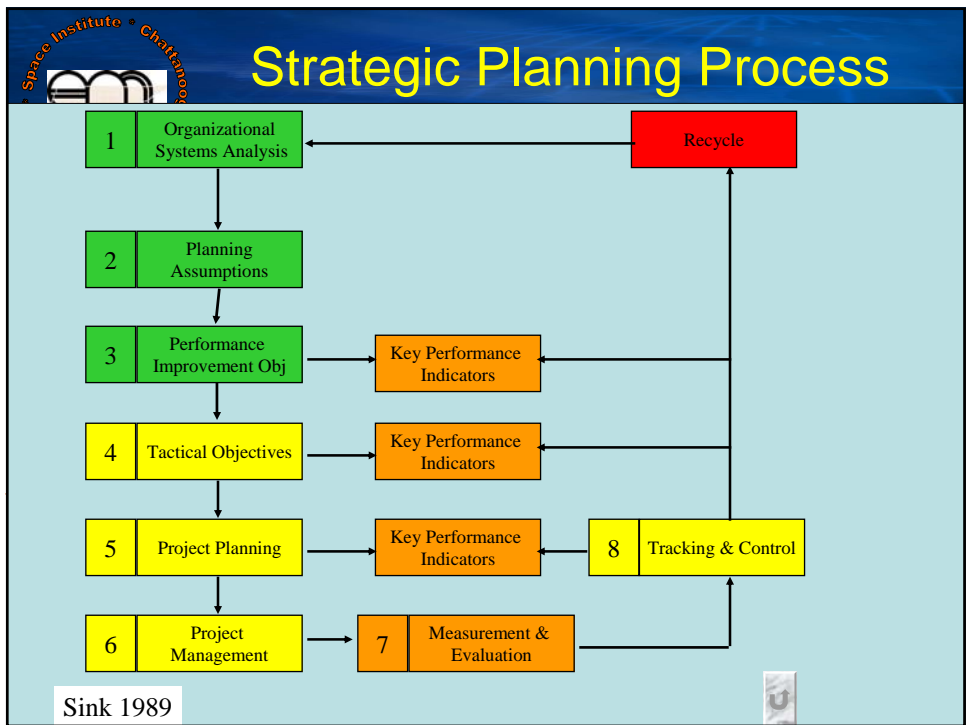 Space Institute * Chattanoog
Strategic Planning Process
1
Organizational
Systems Analysis
Recycle
2
Planning
Assumptions
3
Performance
Improvement Obj
Key Performance
Indicators
4
Tactical Objectives
Key Performance
Indicators
5
Project Planning
Key Performance
Indicators
8
Tracking & Control
6
Project
Management
7
Measurement &
Evaluation
Sink 1989